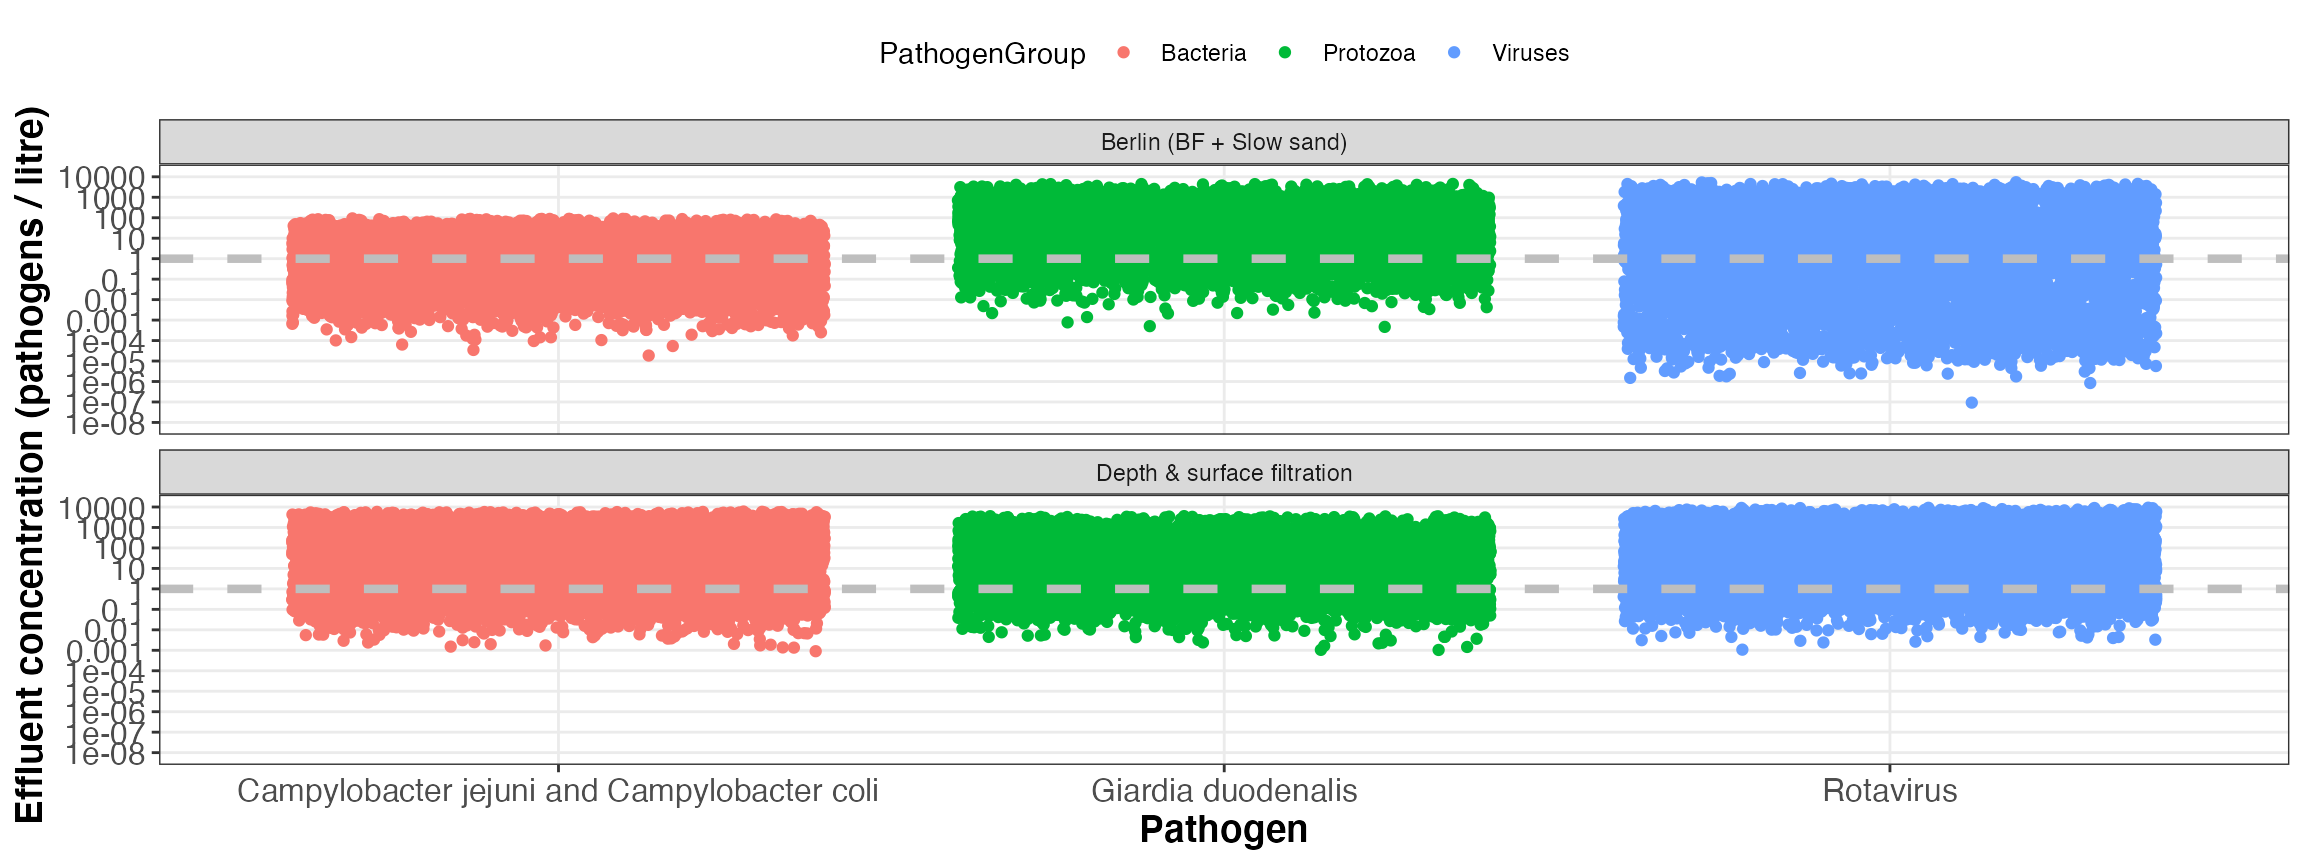 PathogenGroup Bacteria Protozoa Viruses
Effluent concentration (pathogens / litre)
Berlin (BF + Slow sand)
10000
1000
100
10
1
0.1
0.01
0.001
1e-04
1e-05
1e-06
1e-07
1e-08
Depth & surface filtration
10000
1000
100
10
1
0.1
0.01
0.001
1e-04
1e-05
1e-06
1e-07
1e-08
Campylobacter jejuni and Campylobacter coli Giardia duodenalis Rotavirus
Pathogen